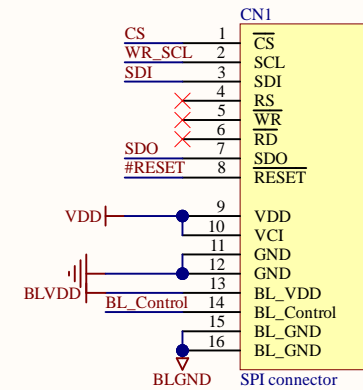 CN1
CS 1 CS
WR_SCL 2 SCL
SDI 3 SDI
4 RS
5 WR
6 RD
SDO 7 SDO
#RESET 8 RESET
VDD 9 VDD
10 VCI
11 GND
12 GND
BLVDD 13 BL_VDD
BL_Control 14 BL_Control
15 BL_GND
16 BL_GND
BLGND SPI connector